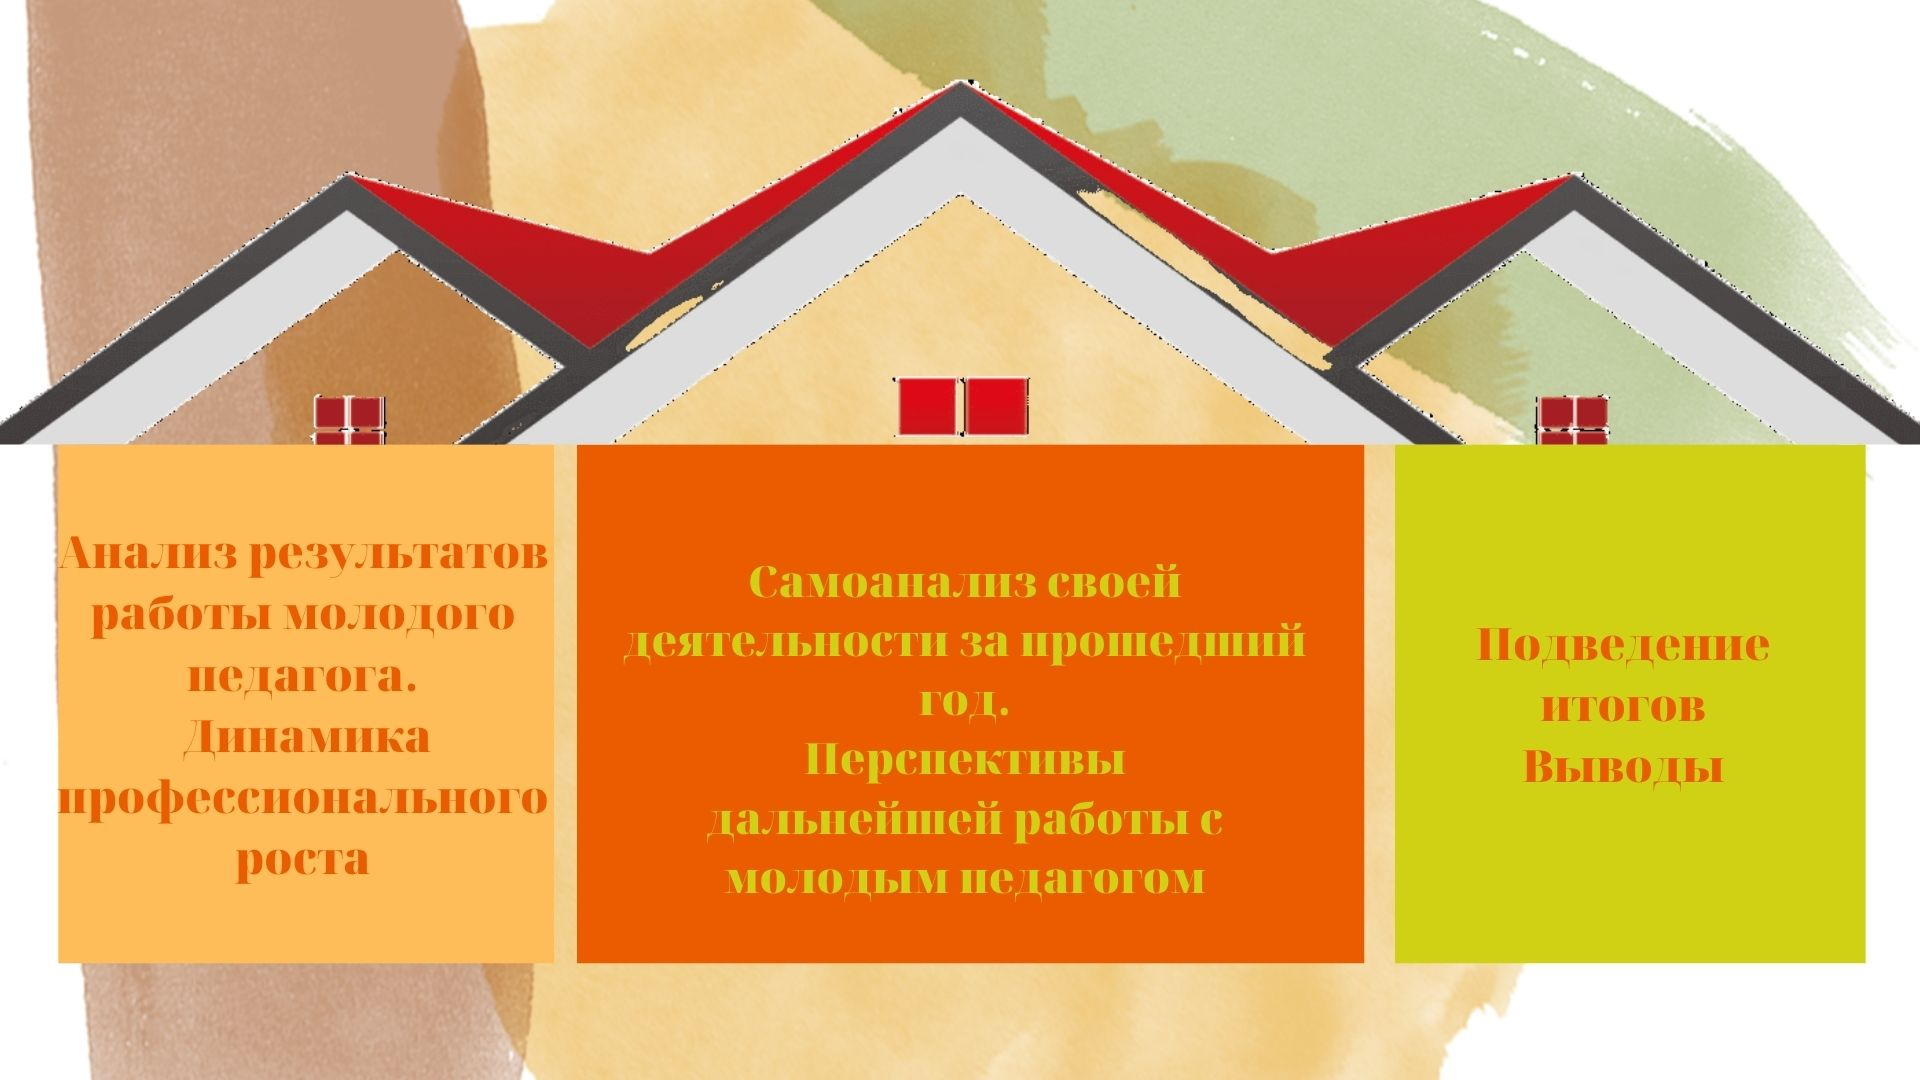 Анализ результатов
работы молодого
педагога.
Динамика
профессионального
роста
Самоанализ своей
деятельности за прошедший
год.
Перспективы
дальнейшей работы с
молодым педагогом
Подведение
итогов
Выводы